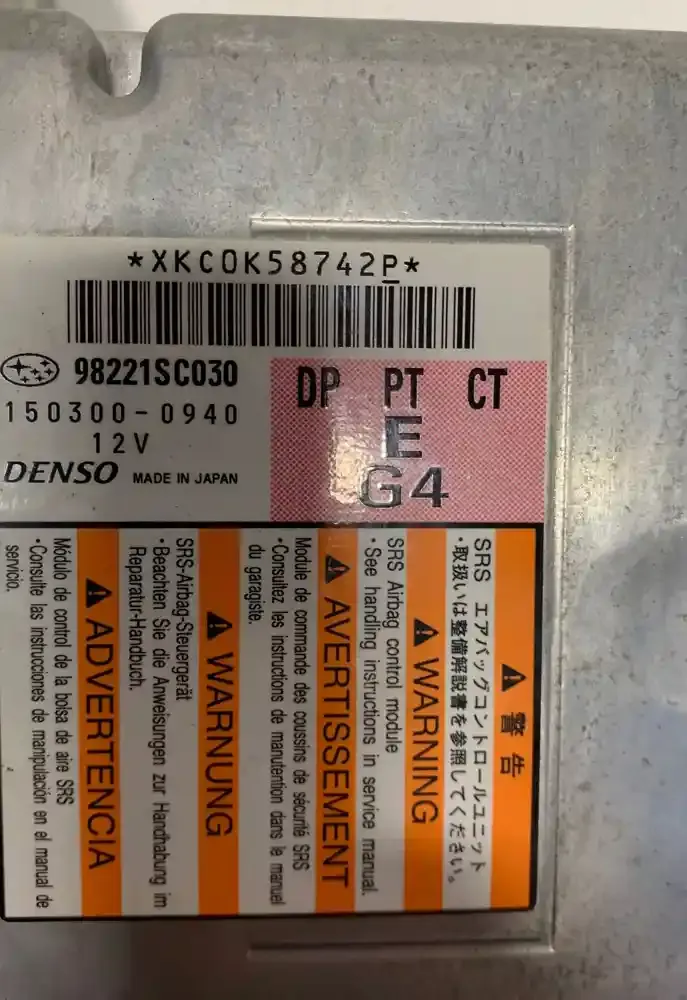 *XKC0K58742P*
98221SC030
150300-0940
12V
DENSO MADE IN JAPAN
DP PT CT
E
G4
警告
SRS エアバッグコントロールユニット
・取扱いは整備解説書を参照してください。
WARNING
SRS Airbag control module
・See handling instructions in service manual.
AVERTISSEMENT
Module de commande des coussins de sécurité SRS
・Consultez les instructions de manutention dans le manuel
du garagiste.
WARNUNG
SRS-Airbag-Steuergerät
・Beachten Sie die Anweisungen zur Handhabung im
Reparatur-Handbuch.
ADVERTENCIA
Módulo de control de la bolsa de aire SRS
・Consulte las instrucciones de manipulación en el manual de
servicio.